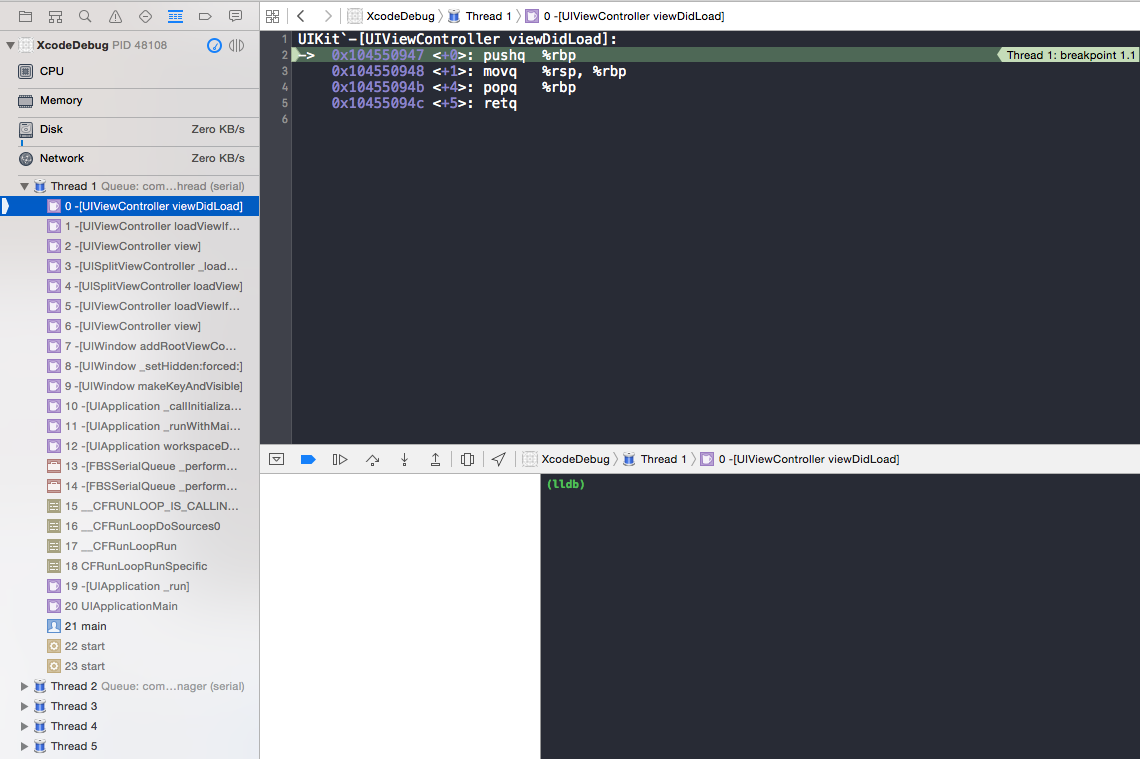 XcodeDebug PID 48108
CPU
Memory
Disk Zero KB/s
Network Zero KB/s
Thread 1 Queue: com...hread (serial)
0 -[UIViewController viewDidLoad]
1 -[UIViewController loadViewIf...
2 -[UIViewController view]
3 -[UISplitViewController _load...
4 -[UISplitViewController loadView]
5 -[UIViewController loadViewIf...
6 -[UIViewController view]
7 -[UIWindow addRootViewCo...
8 -[UIWindow _setHidden:forced:]
9 -[UIWindow makeKeyAndVisible]
10 -[UIApplication _callInitializa...
11 -[UIApplication _runWithMai...
12 -[UIApplication workspaceD...
13 -[FBSSerialQueue _perform...
14 -[FBSSerialQueue _perform...
15 __CFRUNLOOP_IS_CALLIN...
16 __CFRunLoopDoSources0
17 __CFRunLoopRun
18 CFRunLoopRunSpecific
19 -[UIApplication _run]
20 UIApplicationMain
21 main
22 start
23 start
Thread 2 Queue: com...nager (serial)
Thread 3
Thread 4
Thread 5
XcodeDebug Thread 1 0 -[UIViewController viewDidLoad]
1 UIKit`-[UIViewController viewDidLoad]:
2 -> 0x104550947 <+0>: pushq %rbp Thread 1: breakpoint 1.1
3 0x104550948 <+1>: movq %rsp, %rbp
4 0x10455094b <+4>: popq %rbp
5 0x10455094c <+5>: retq
6
XcodeDebug Thread 1 0 -[UIViewController viewDidLoad]
(lldb)